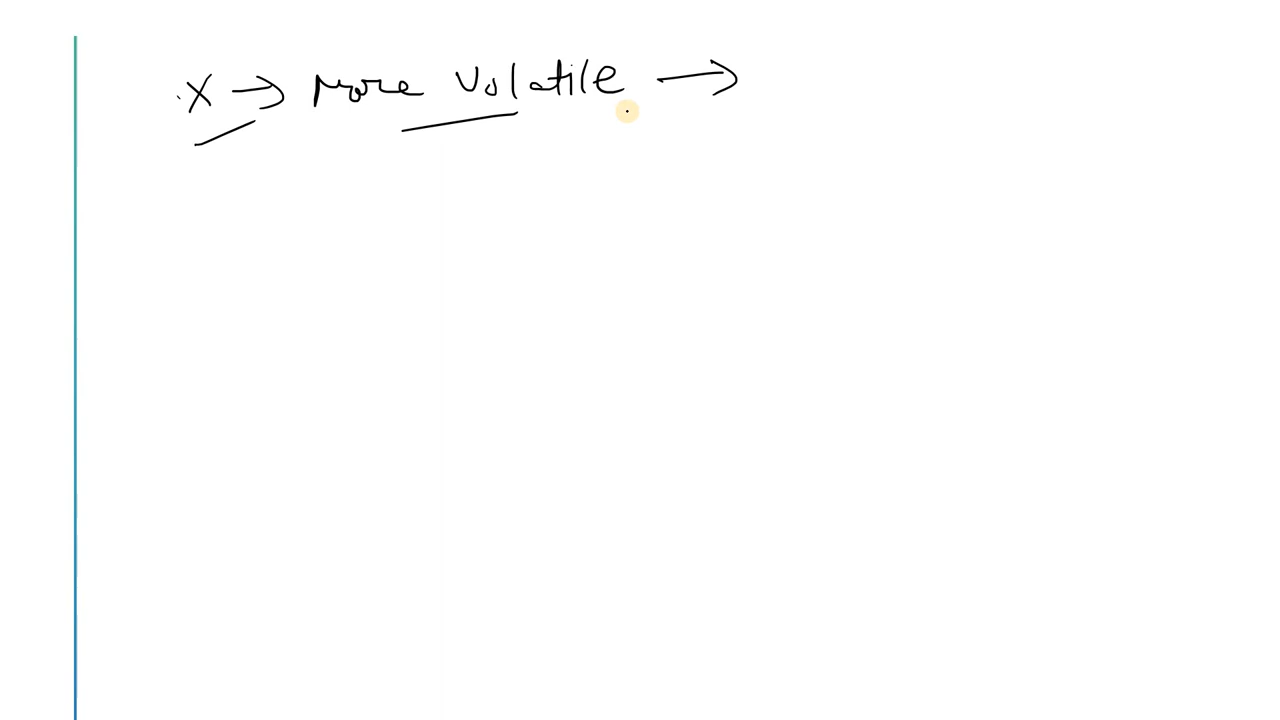 X → More Volatile →